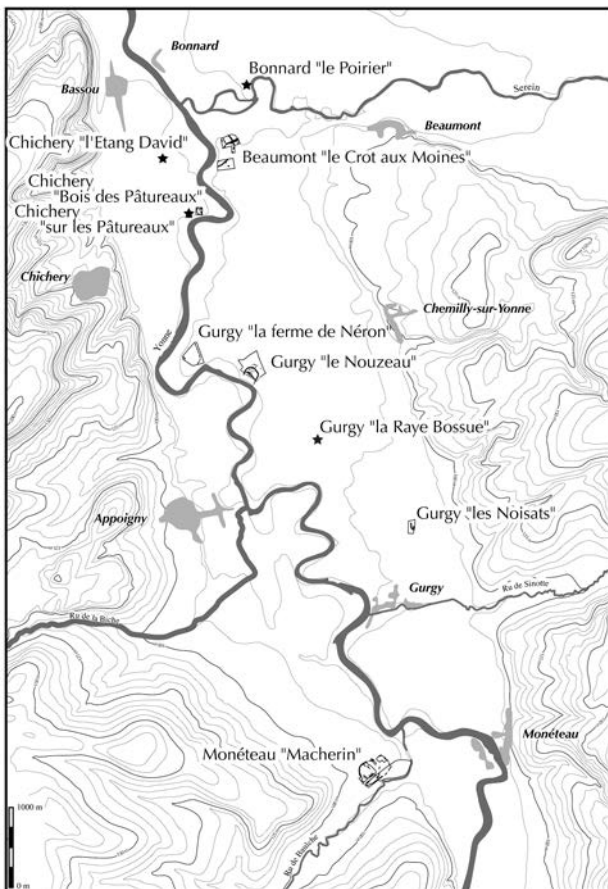 Bonnard
Bonnard "le Poirier"
Bassou
Serein
Beaumont
Chichery "l'Etang David"
Beaumont "le Crot aux Moines"
Chichery
"Bois des Pâtureaux"
Chichery
"sur les Pâtureaux"
Chichery
Chemilly-sur-Yonne
Yonne
Gurgy "la ferme de Néron"
Gurgy "le Nouzeau"
Gurgy "la Raye Bossue"
Appoigny
Gurgy "les Noisats"
Ru de Sinotte
Gurgy
Ru de la Biche
Monéteau
Monéteau "Macherin"
1000 m
Ru de Baulche
0 m